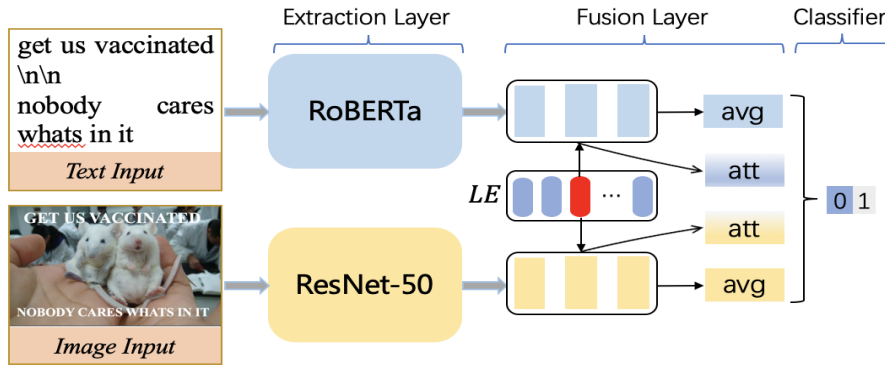 Extraction Layer
Fusion Layer
Classifier
get us vaccinated
\n\n
nobody cares
whats in it
Text Input
RoBERTa
avg
att
LE
...
0 1
att
GET US VACCINATED
NOBODY CARES WHATS IN IT
Image Input
ResNet-50
avg